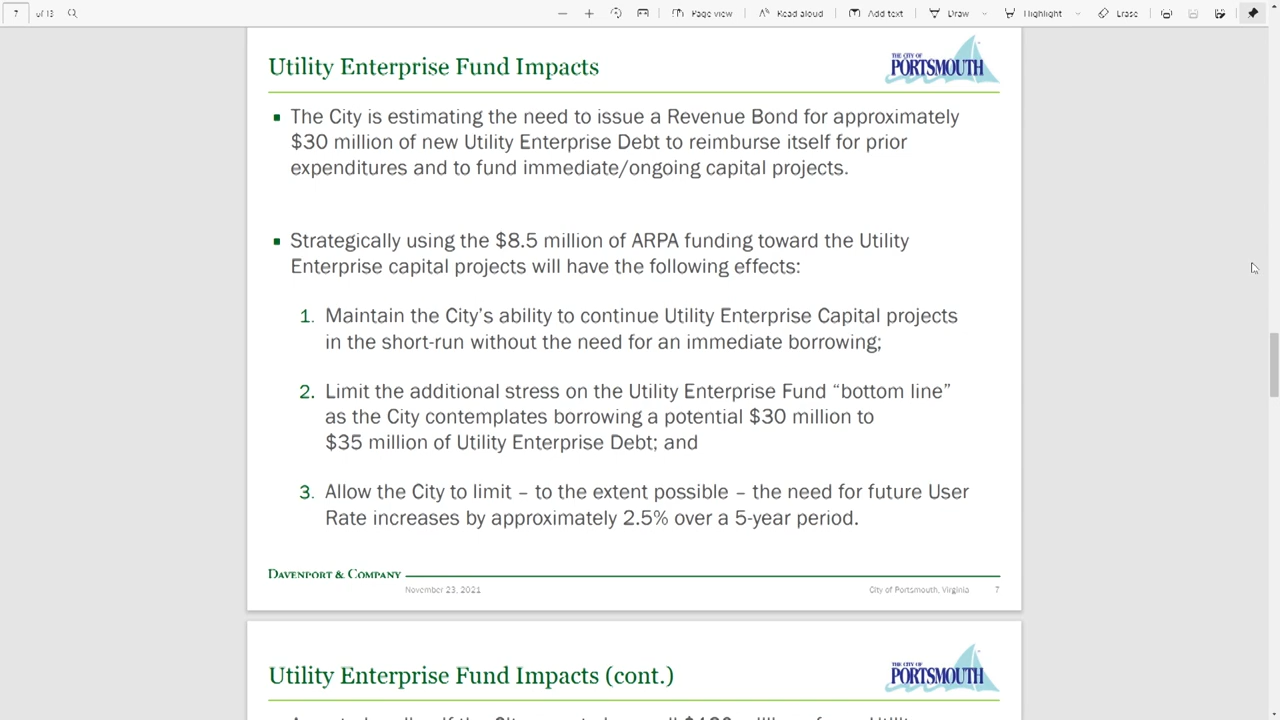 7 of 13 Page view Read aloud Add text Draw Highlight Erase
Utility Enterprise Fund Impacts
THE CITY OF
PORTSMOUTH
▪ The City is estimating the need to issue a Revenue Bond for approximately
$30 million of new Utility Enterprise Debt to reimburse itself for prior
expenditures and to fund immediate/ongoing capital projects.
▪ Strategically using the $8.5 million of ARPA funding toward the Utility
Enterprise capital projects will have the following effects:
1. Maintain the City's ability to continue Utility Enterprise Capital projects
in the short-run without the need for an immediate borrowing;
2. Limit the additional stress on the Utility Enterprise Fund “bottom line”
as the City contemplates borrowing a potential $30 million to
$35 million of Utility Enterprise Debt; and
3. Allow the City to limit – to the extent possible – the need for future User
Rate increases by approximately 2.5% over a 5-year period.
DAVENPORT & COMPANY
November 23, 2021 City of Portsmouth, Virginia 7
Utility Enterprise Fund Impacts (cont.)
THE CITY OF
PORTSMOUTH